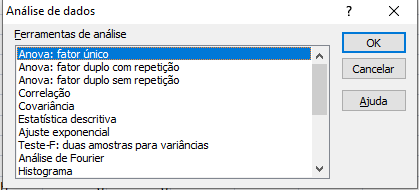 Análise de dados
?
Ferramentas de análise
Anova: fator único
Anova: fator duplo com repetição
Anova: fator duplo sem repetição
Correlação
Covariância
Estatística descritiva
Ajuste exponencial
Teste-F: duas amostras para variâncias
Análise de Fourier
Histograma
OK
Cancelar
Ajuda